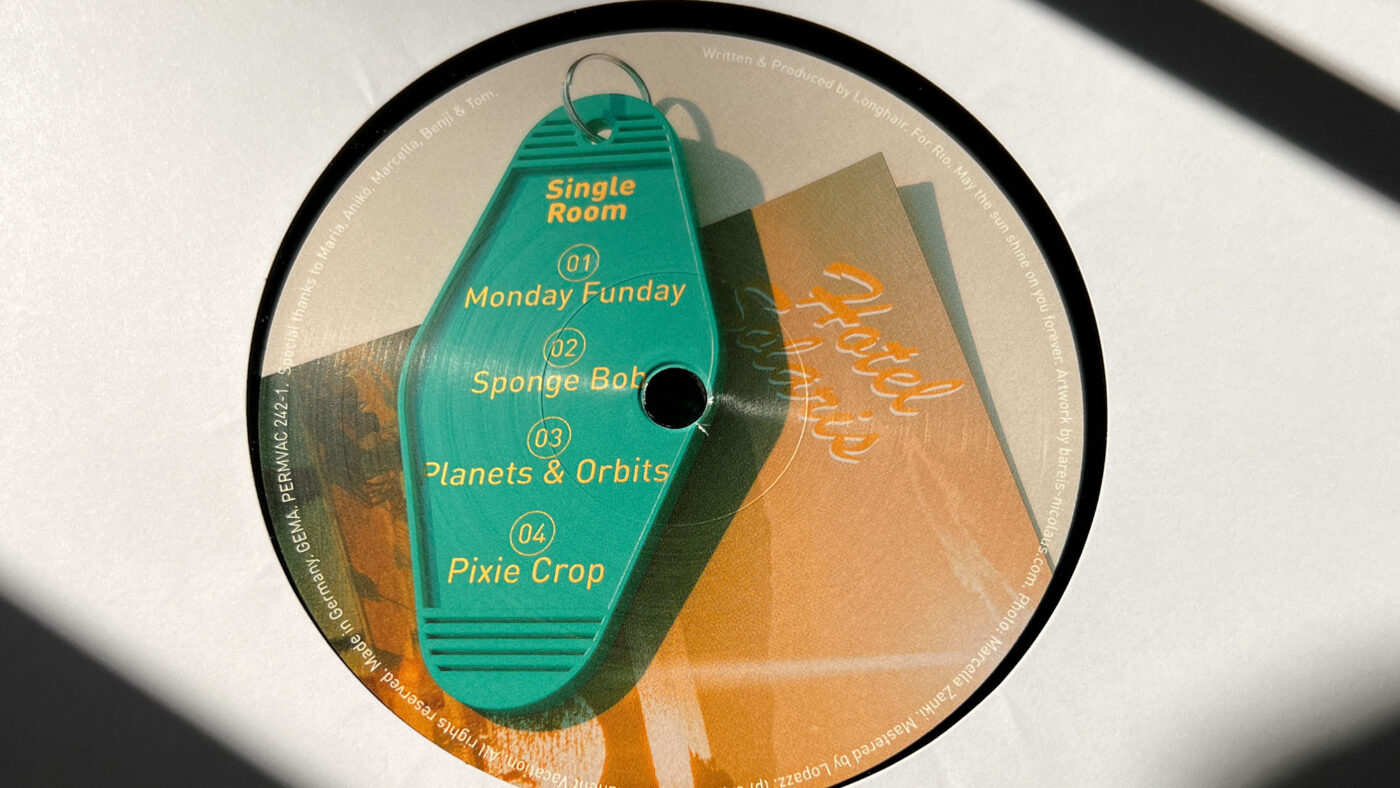 Single
Room
01
Monday Funday
02
Sponge Bob
03
Planets & Orbits
04
Pixie Crop
Hotel
Solaris
Written & Produced by Longhair. For Rio. May the sun shine on you forever. Artwork by bareis-nicolaus.com. Photo: Marcella Zanki. Mastered by Lopazz. (p)
Vacation. All rights reserved. Made in Germany. GEMA. PERMVAC 242-1. Special thanks to Maria, Aniko, Marcella, Benji & Tom.